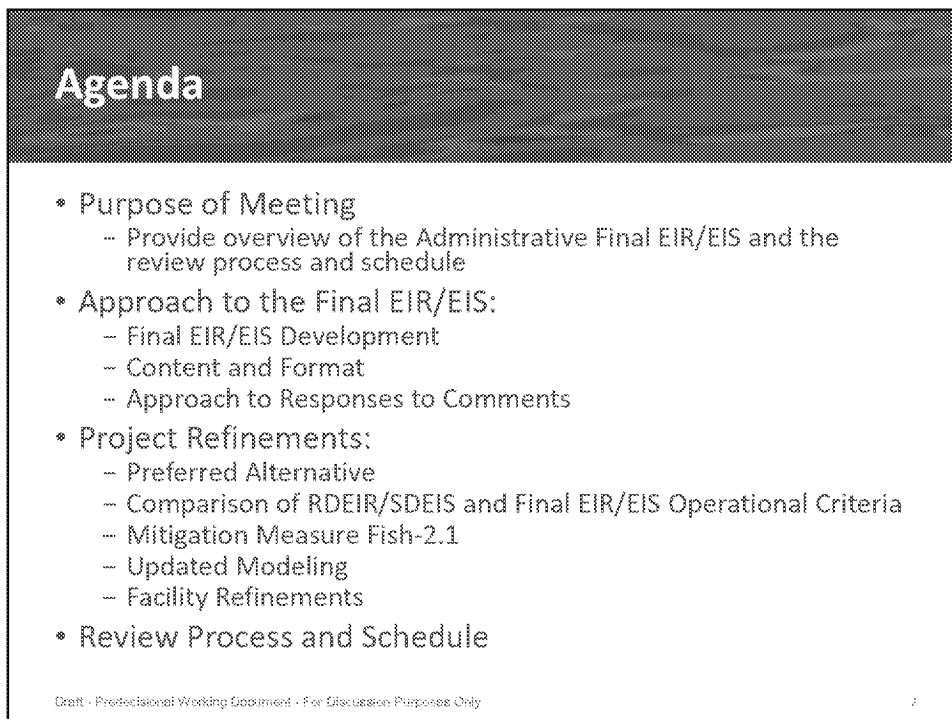 Agenda
• Purpose of Meeting
– Provide overview of the Administrative Final EIR/EIS and the
review process and schedule
• Approach to the Final EIR/EIS:
– Final EIR/EIS Development
– Content and Format
– Approach to Responses to Comments
• Project Refinements:
– Preferred Alternative
– Comparison of RDEIR/SDEIS and Final EIR/EIS Operational Criteria
– Mitigation Measure Fish-2.1
– Updated Modeling
– Facility Refinements
• Review Process and Schedule
Draft - Predecisional Working Document - For Discussion Purposes Only